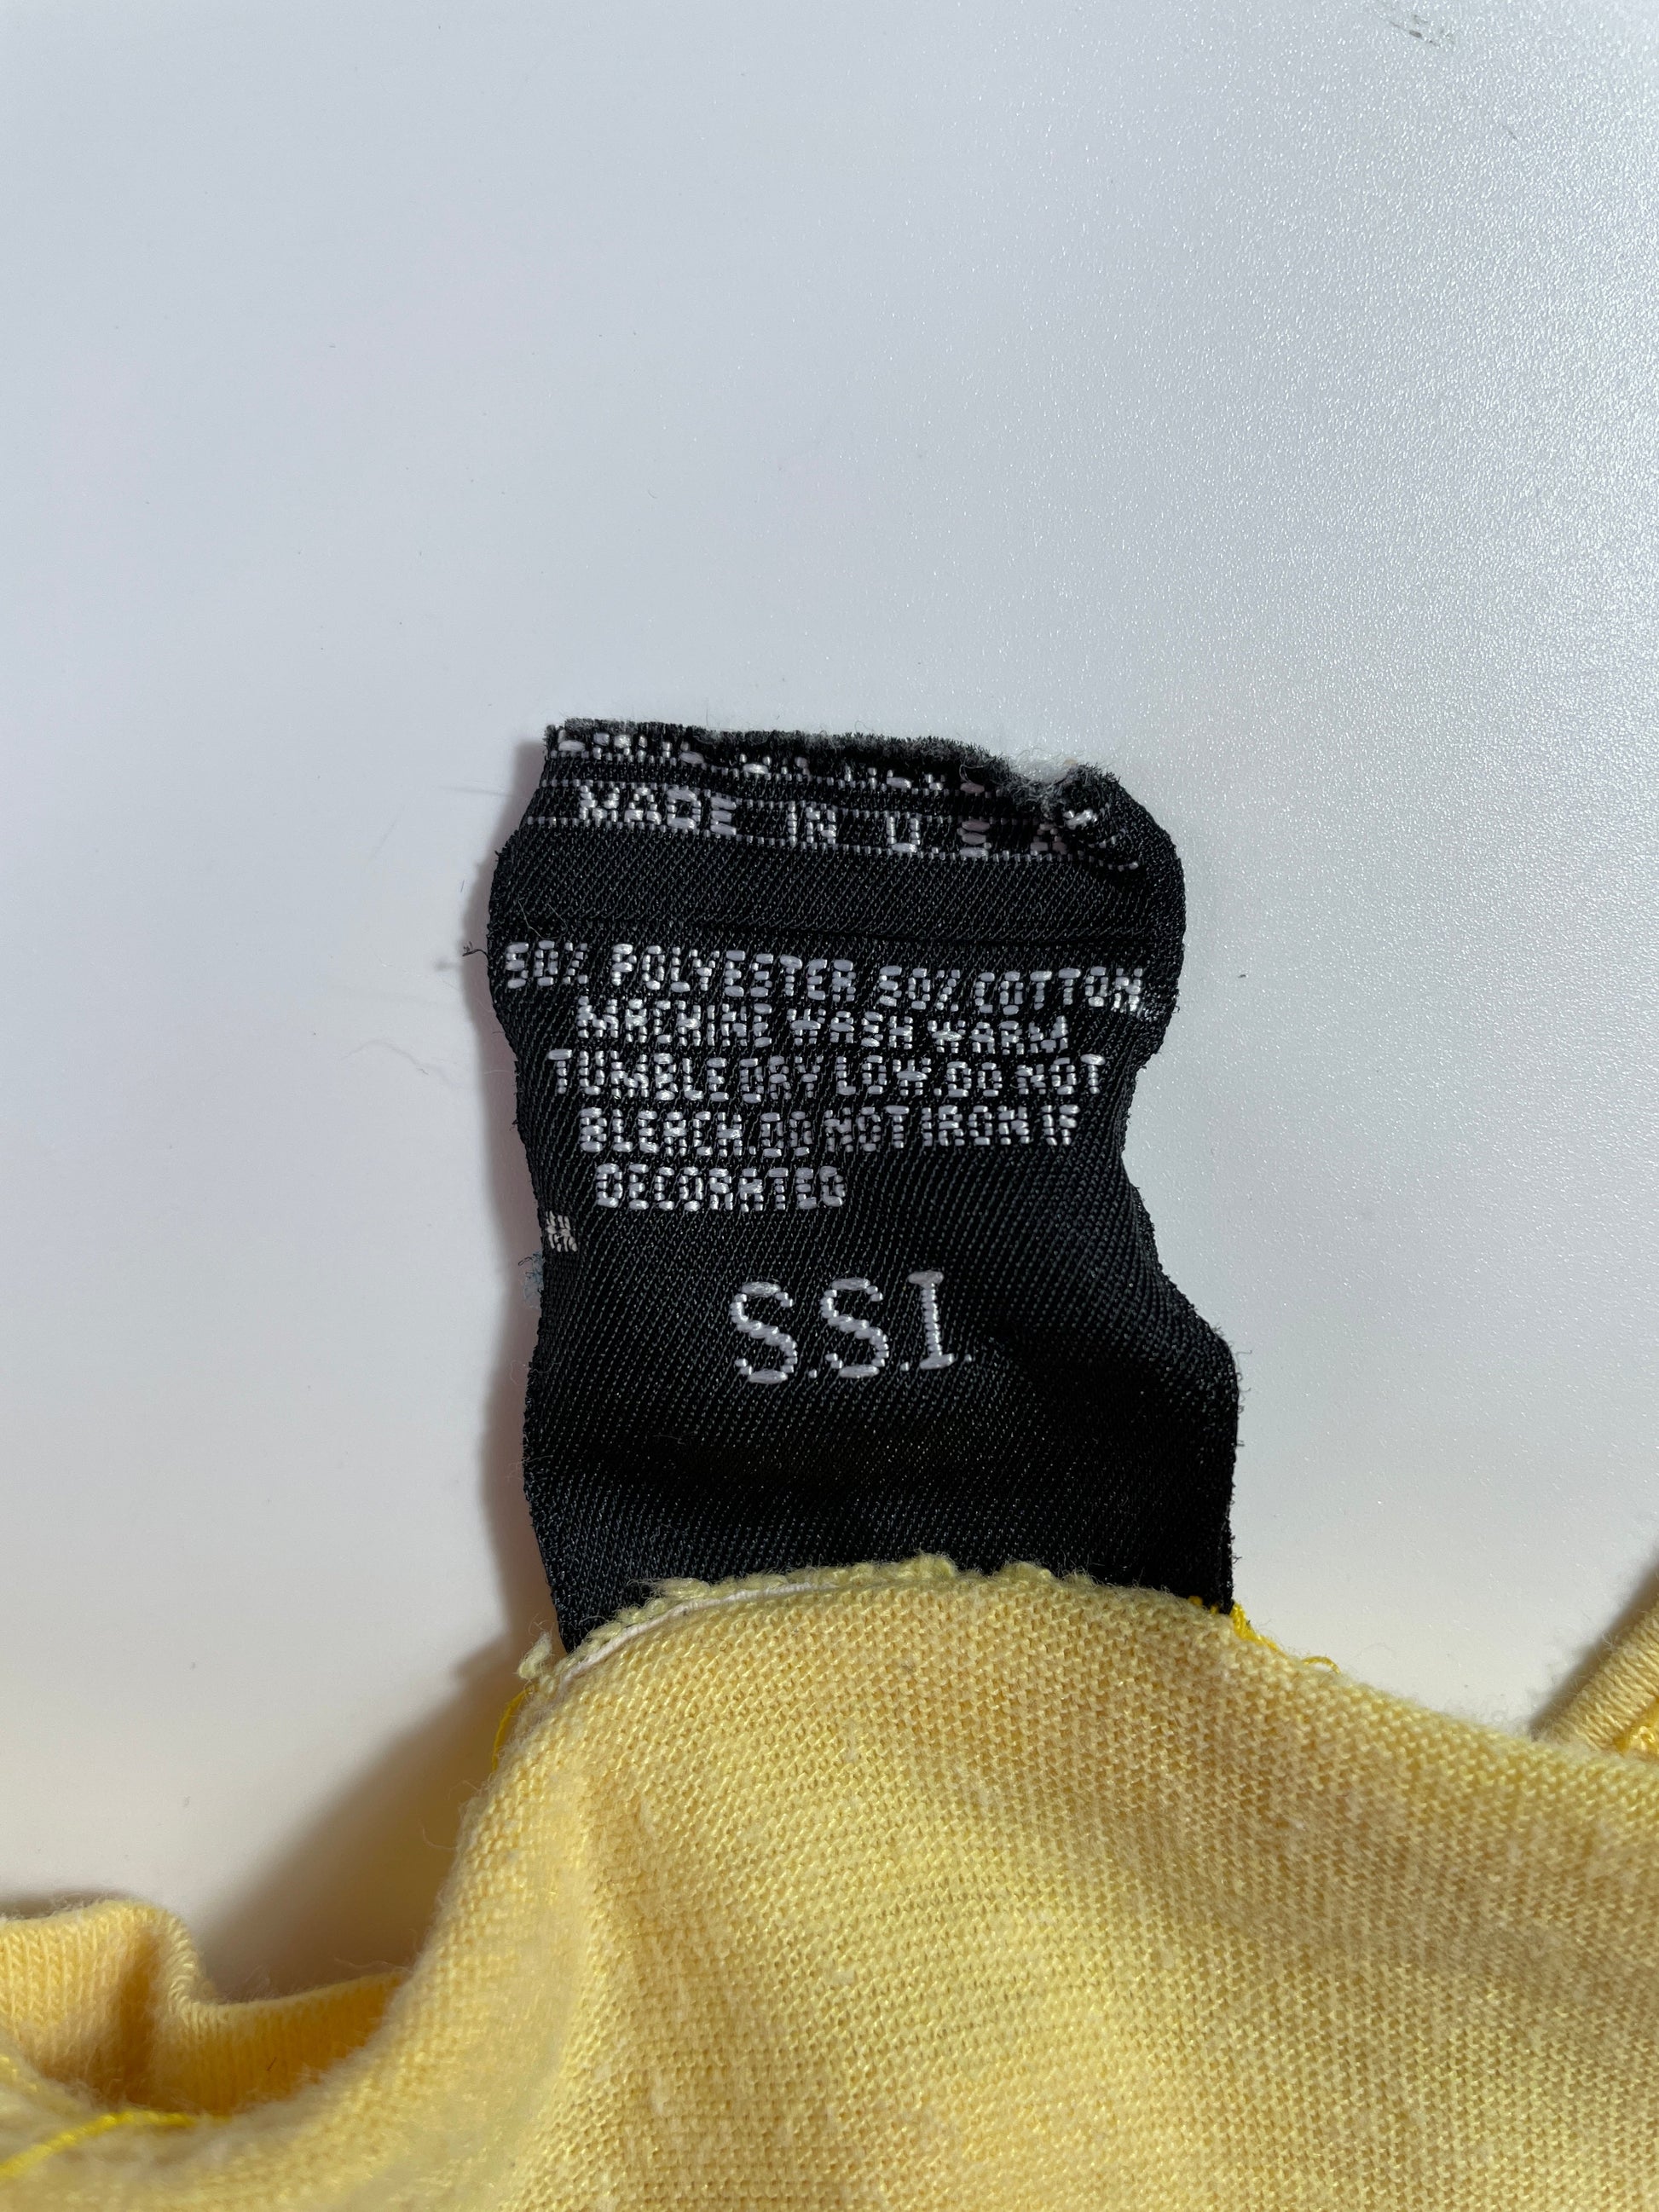 MADE IN U S A
50% POLYESTER 50% COTTON
MACHINE WASH WARM
TUMBLE DRY LOW.DO NOT
BLEACH.DO NOT IRON IF
DECORATED
S.S.I.